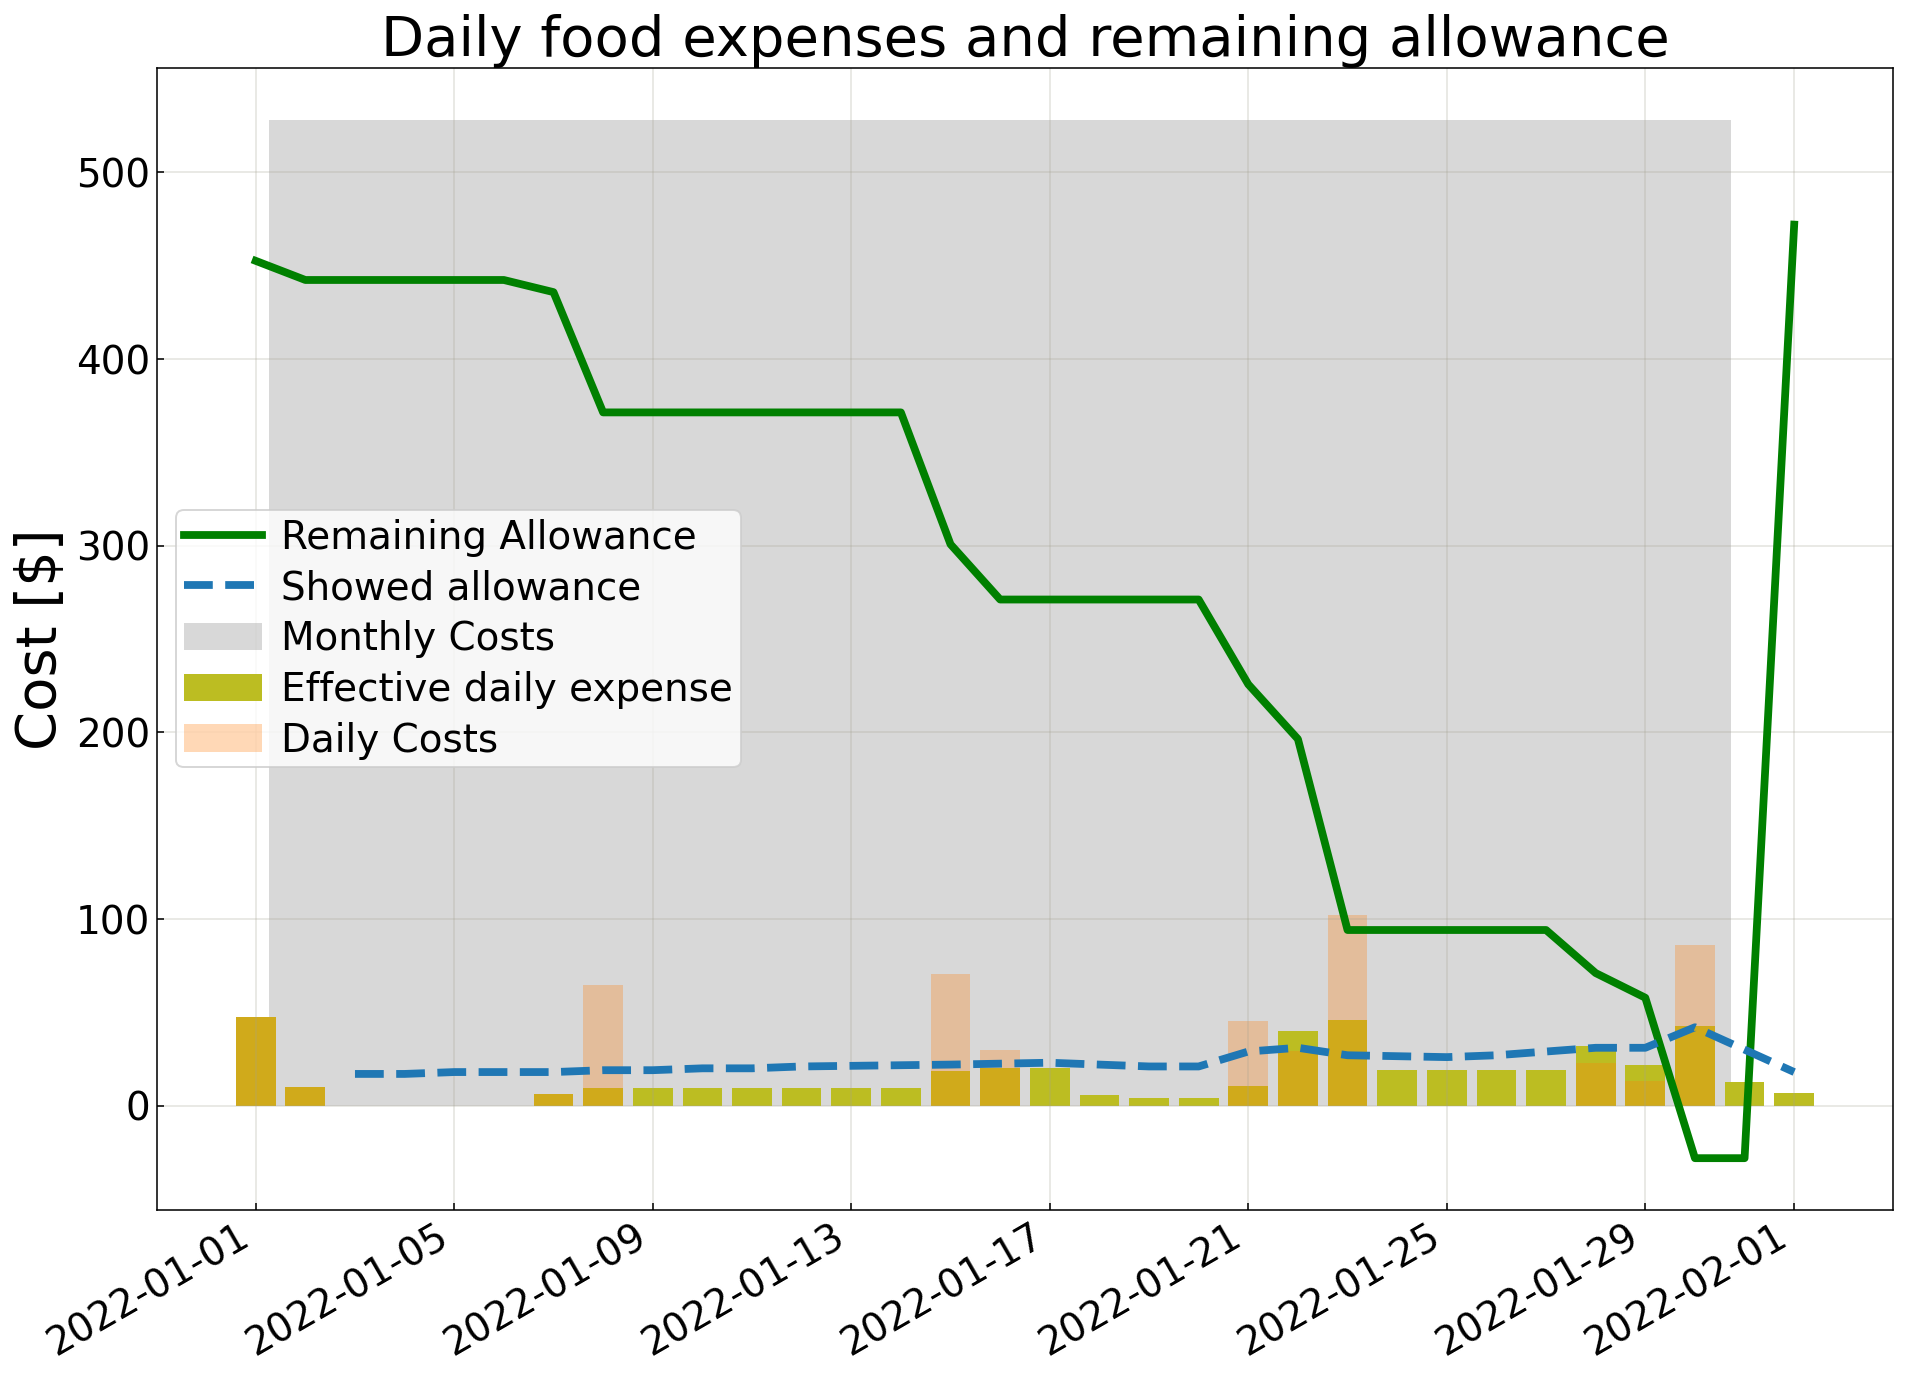 Daily food expenses and remaining allowance
Cost [$]
500
400
300
200
100
0
Remaining Allowance
Showed allowance
Monthly Costs
Effective daily expense
Daily Costs
2022-01-01
2022-01-05
2022-01-09
2022-01-13
2022-01-17
2022-01-21
2022-01-25
2022-01-29
2022-02-01